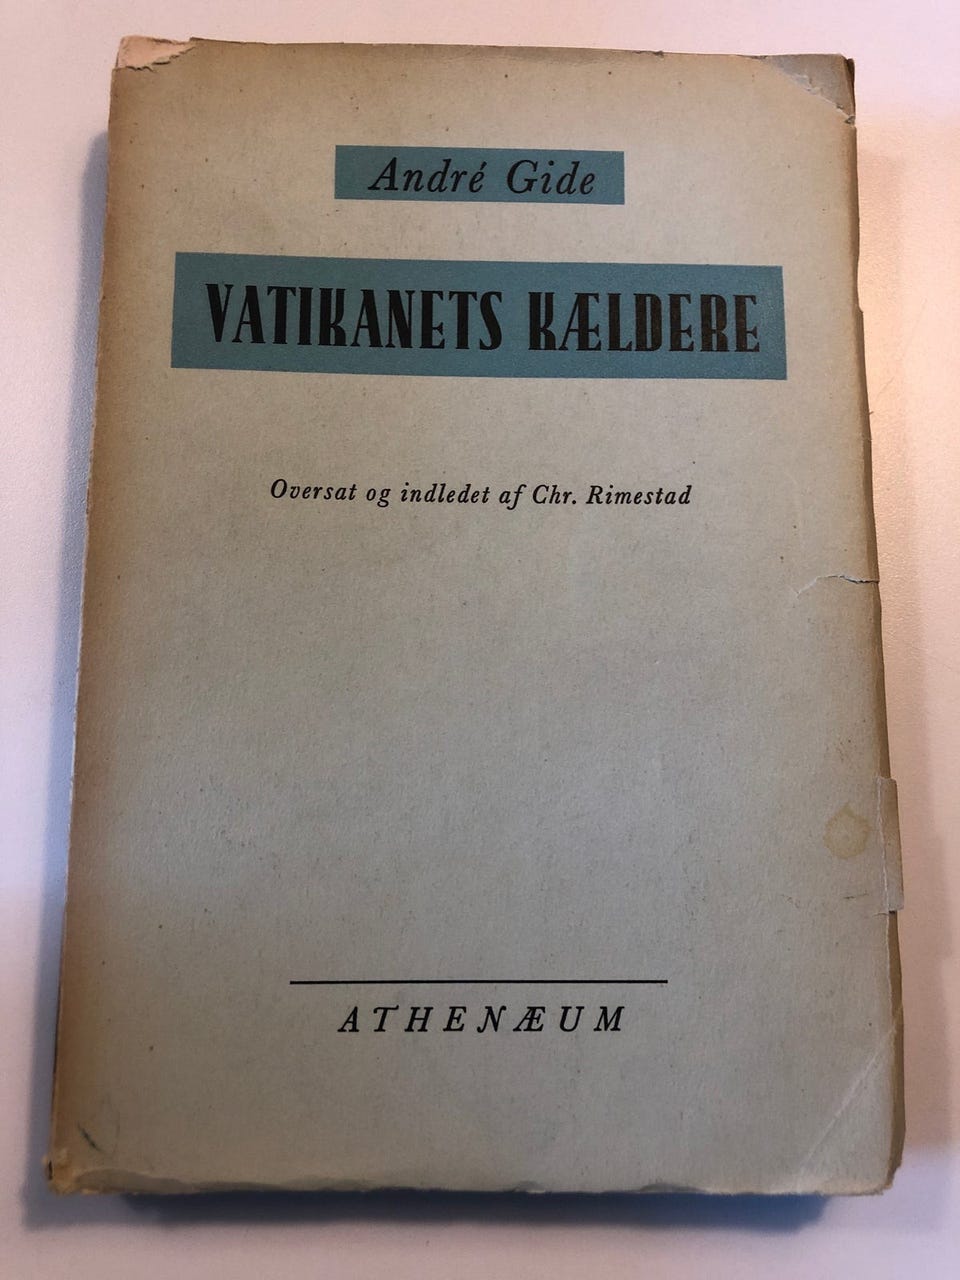 André Gide
VATIKANETS KÆLDERE
Oversat og indledet af Chr. Rimestad
ATHENÆUM